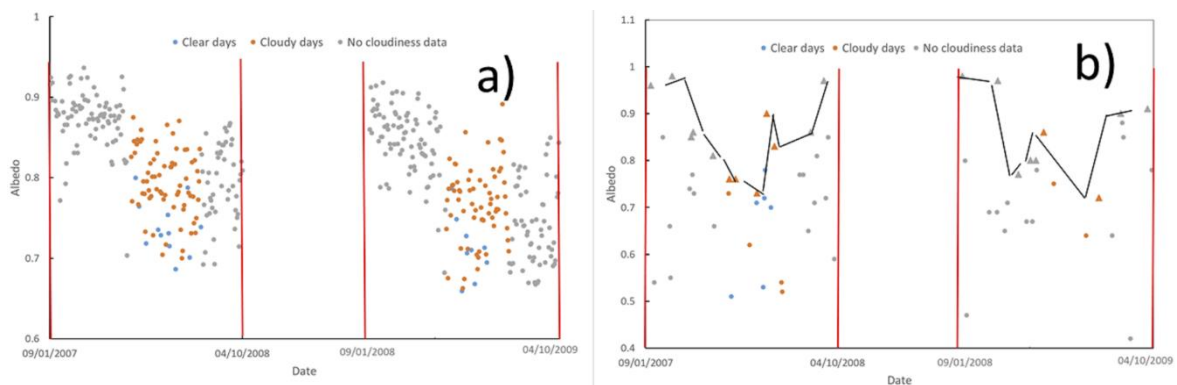 1
0.9
0.8
0.7
0.6
Albedo
Clear days Cloudy days No cloudiness data
a)
09/01/2007 04/10/2008 09/01/2008 04/10/2009
Date
1.1
1
0.9
0.8
0.7
0.6
0.5
0.4
Albedo
Clear days Cloudy days No cloudiness data
b)
09/01/2007 04/10/2008 09/01/2008 04/10/2009
Date